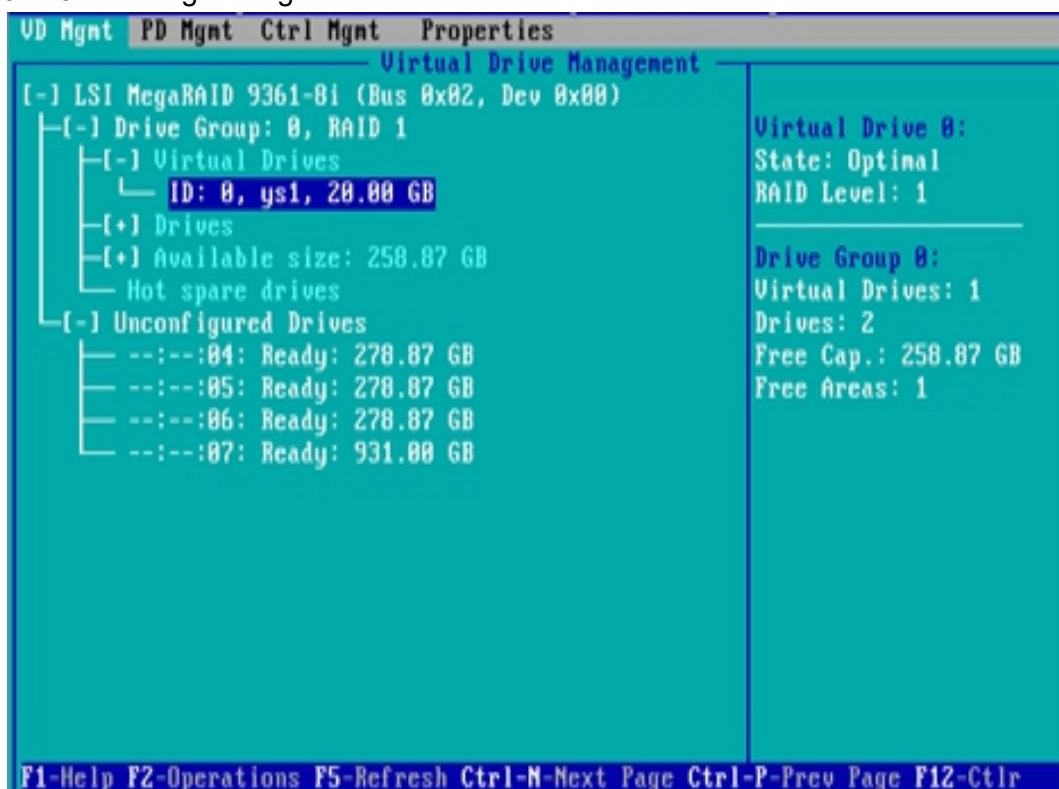 VD Mgmt PD Mgmt Ctrl Mgmt Properties
Virtual Drive Management
[-] LSI MegaRAID 9361-8i (Bus 0x02, Dev 0x00)
[-] Drive Group: 0, RAID 1
[-] Virtual Drives
ID: 0, ys1, 20.00 GB
[+] Drives
[+] Available size: 258.87 GB
Hot spare drives
[-] Unconfigured Drives
--:--:04: Ready: 278.87 GB
--:--:05: Ready: 278.87 GB
--:--:06: Ready: 278.87 GB
--:--:07: Ready: 931.00 GB
Virtual Drive 0:
State: Optimal
RAID Level: 1
Drive Group 0:
Virtual Drives: 1
Drives: 2
Free Cap.: 258.87 GB
Free Areas: 1
F1-Help F2-Operations F5-Refresh Ctrl-N-Next Page Ctrl-P-Prev Page F12-Ctlr